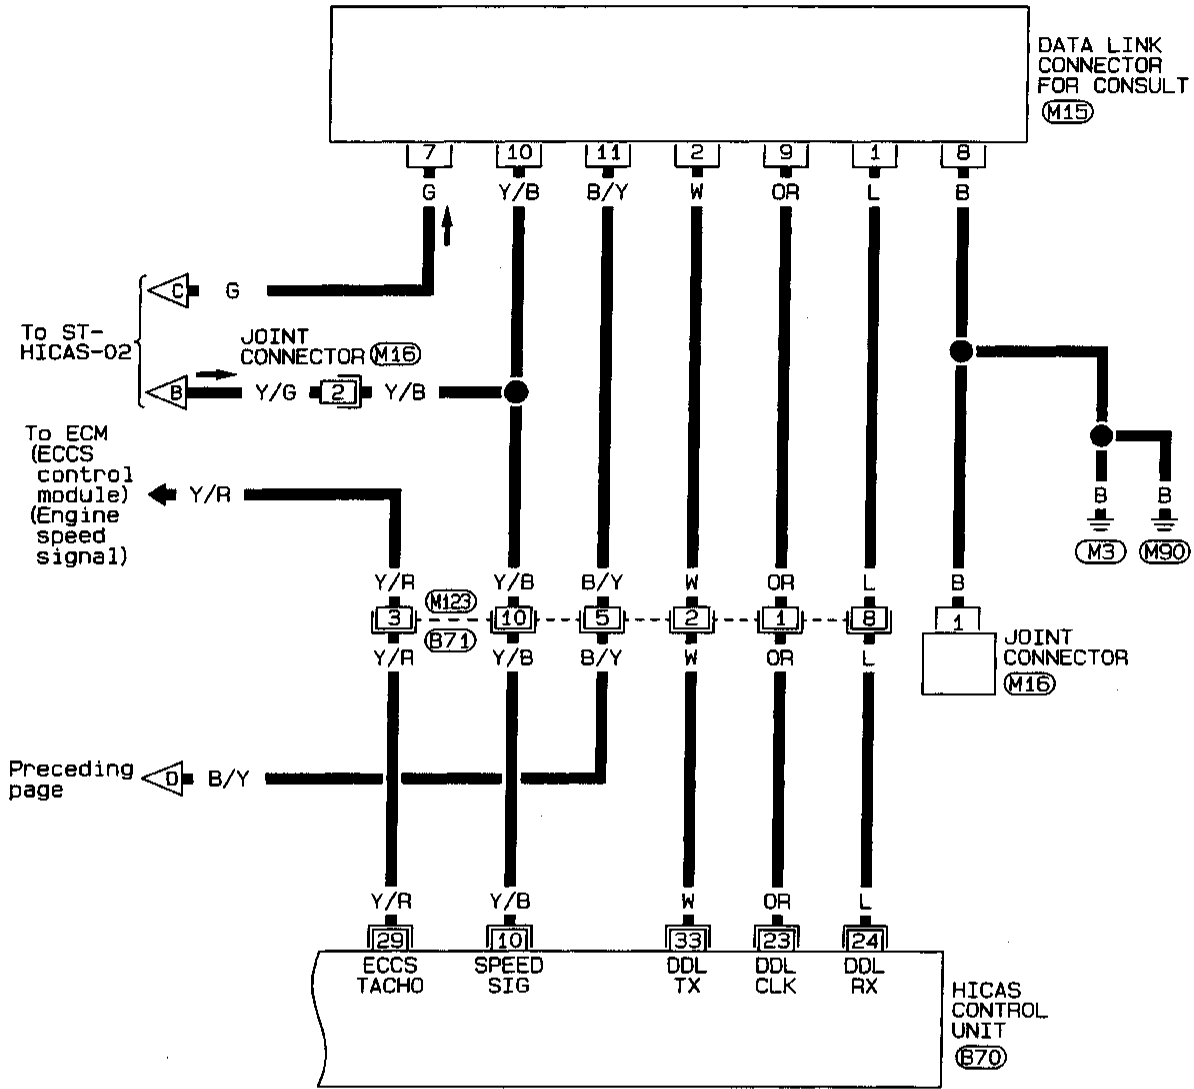 DATA LINK
CONNECTOR
FOR CONSULT
M15
7 10 11 2 9 1 8
G Y/B B/Y W OR L B
C G
To ST-
HICAS-02
JOINT
CONNECTOR M16
B Y/G 2 Y/B
To ECM
(ECCS
control
module)
(Engine
speed
signal)
Y/R
B B
M3 M90
Y/R Y/B B/Y W OR L B
M123
3 10 5 2 1 8 1
B71
Y/R Y/B B/Y W OR L
JOINT
CONNECTOR
M16
Preceding
page
D B/Y
Y/R Y/B W OR L
29 10 33 23 24
ECCS SPEED DDL DDL DDL
TACHO SIG TX CLK RX
HICAS
CONTROL
UNIT
B70